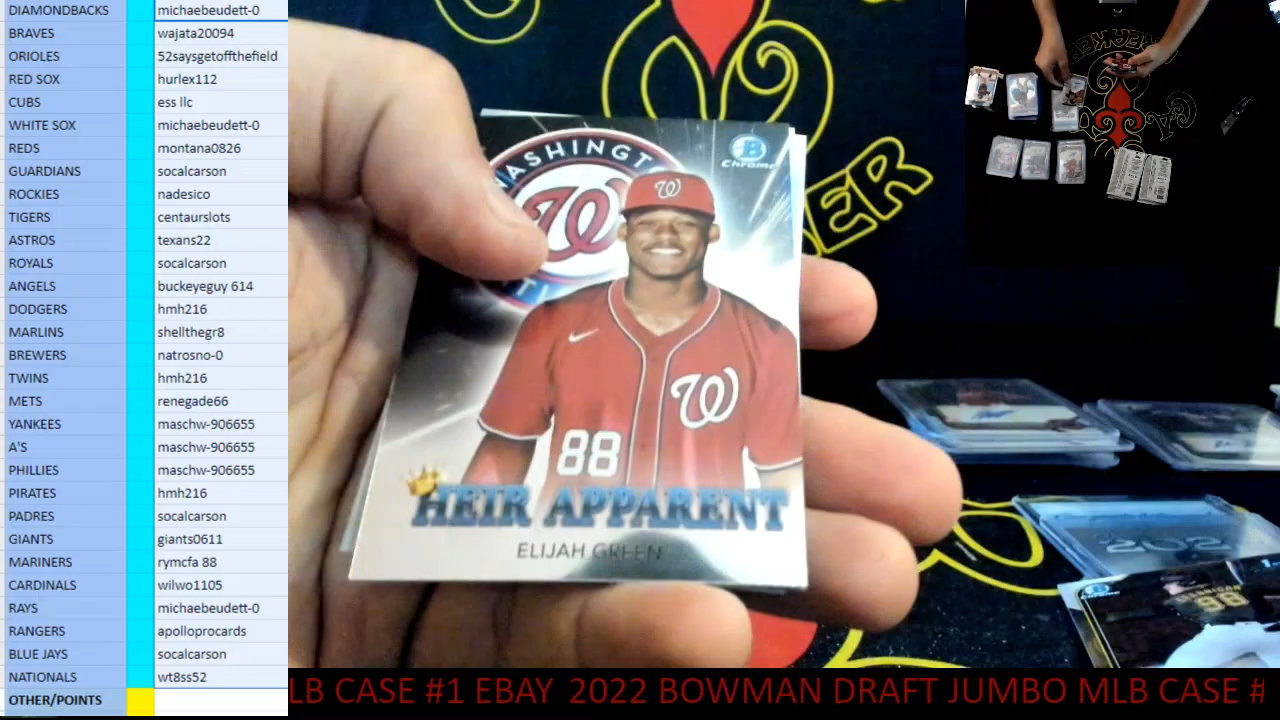 DIAMONDBACKS michaebeudett-0
BRAVES wajata20094
ORIOLES 52saysgetoffthefield
RED SOX hurlex112
CUBS ess llc
WHITE SOX michaebeudett-0
REDS montana0826
GUARDIANS socalcarson
ROCKIES nadesico
TIGERS centaurslots
ASTROS texans22
ROYALS socalcarson
ANGELS buckeyeguy 614
DODGERS hmh216
MARLINS shellthegr8
BREWERS natrosno-0
TWINS hmh216
METS renegade66
YANKEES maschw-906655
A'S maschw-906655
PHILLIES maschw-906655
PIRATES hmh216
PADRES socalcarson
GIANTS giants0611
MARINERS rymcfa 88
CARDINALS wilwo1105
RAYS michaebeudett-0
RANGERS apolloprocards
BLUE JAYS socalcarson
NATIONALS wt8ss52
OTHER/POINTS
WASHINGT
W
B
Chrome
W
W
88
HEIR APPARENT
ELIJAH GREEN
ER
98
LB CASE #1 EBAY 2022 BOWMAN DRAFT JUMBO MLB CASE #